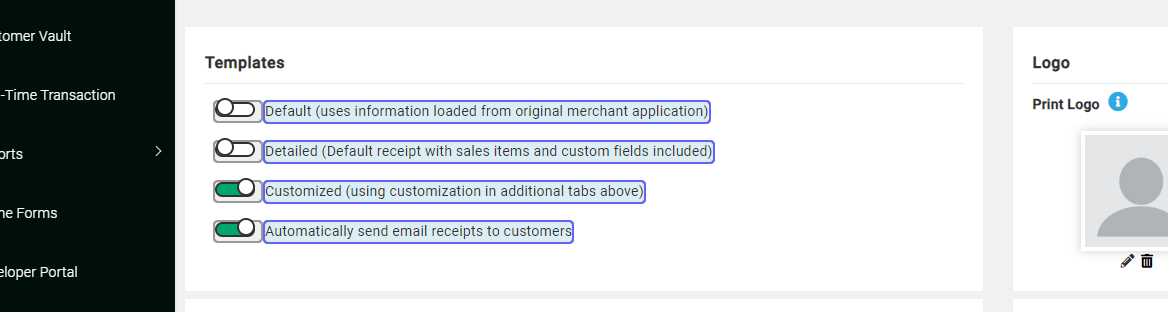 tomer Vault
-Time Transaction
orts
ne Forms
eloper Portal
Templates
Default (uses information loaded from original merchant application)
Detailed (Default receipt with sales items and custom fields included)
Customized (using customization in additional tabs above)
Automatically send email receipts to customers
Logo
Print Logo i